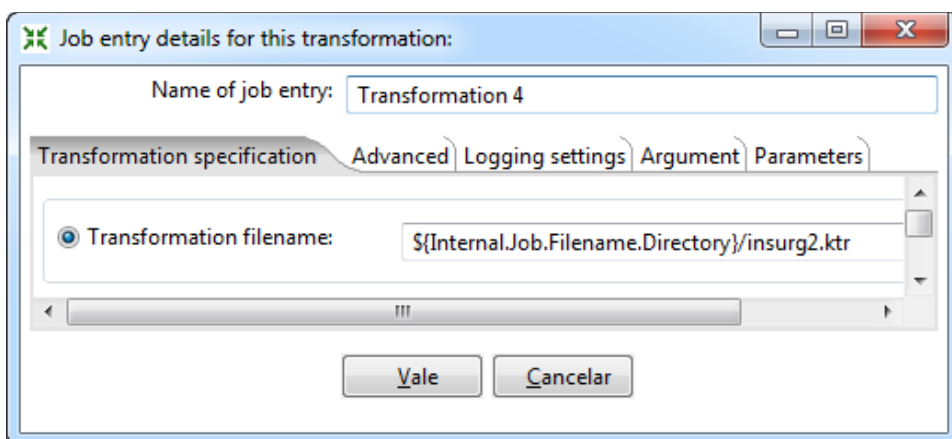 Job entry details for this transformation:
Name of job entry: Transformation 4
Transformation specification Advanced Logging settings Argument Parameters
Transformation filename: ${Internal.Job.Filename.Directory}/insurg2.ktr
Vale Cancelar